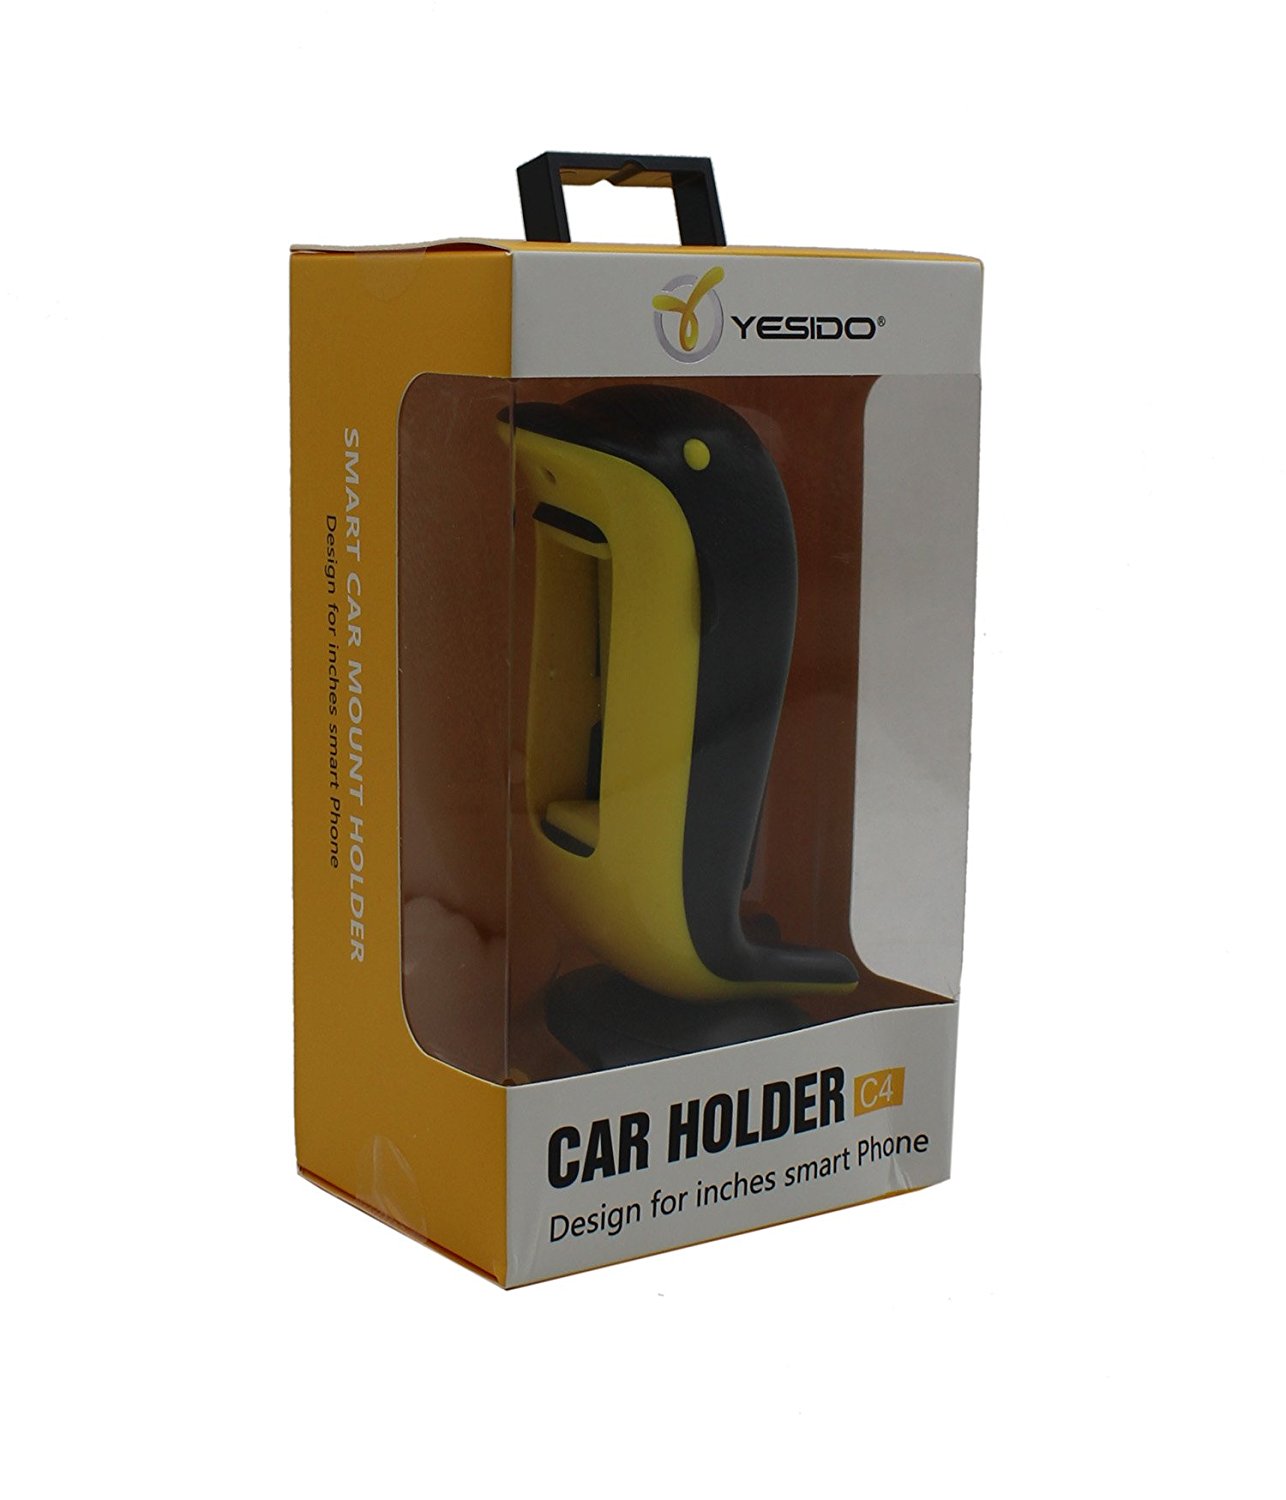 YESIDO®
SMART CAR MOUNT HOLDER
Design for inches smart Phone
CAR HOLDER C4
Design for inches smart Phone